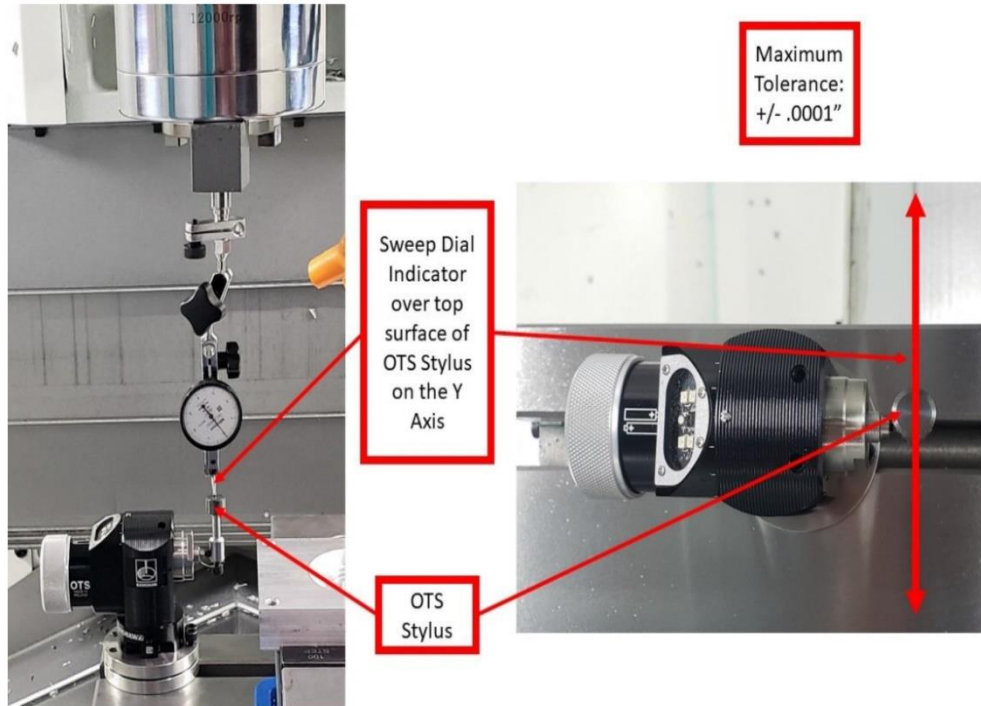 12000rp
Maximum
Tolerance:
+/- .0001”
Sweep Dial
Indicator
over top
surface of
OTS Stylus
on the Y
Axis
OTS
OTS
Stylus